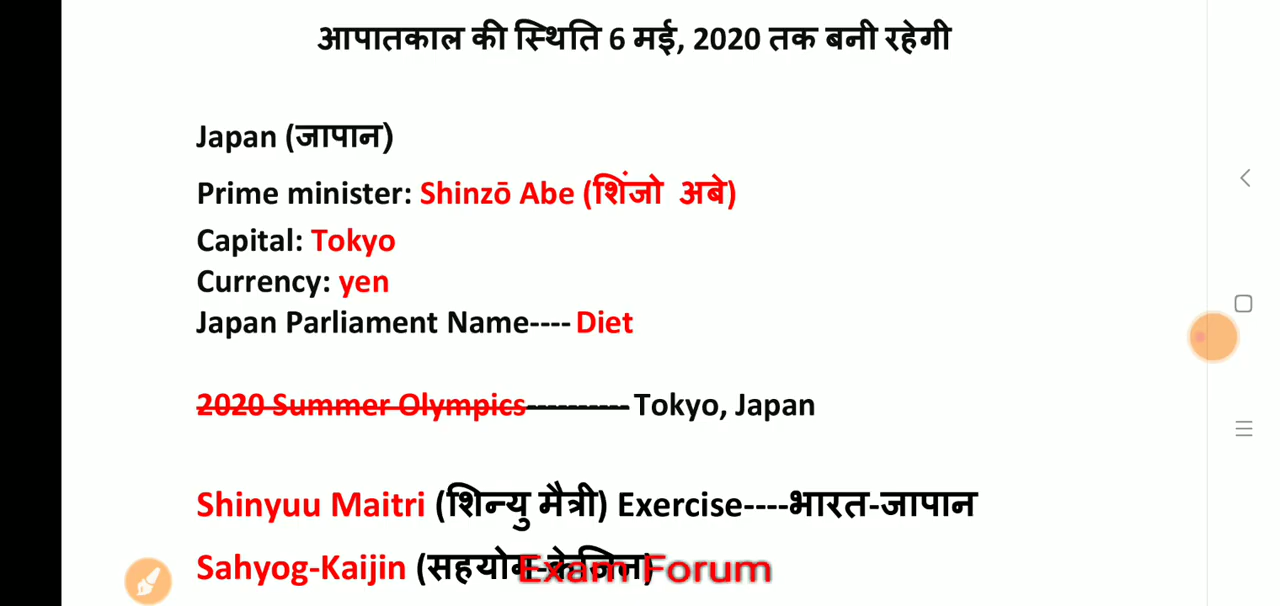 आपातकाल की स्थिति 6 मई, 2020 तक बनी रहेगी
Japan (जापान)
Prime minister: Shinzō Abe (शिंजो अबे)
Capital: Tokyo
Currency: yen
Japan Parliament Name---- Diet
2020 Summer Olympics---------- Tokyo, Japan
Shinyuu Maitri (शिन्यु मैत्री) Exercise----भारत-जापान
Sahyog-Kaijin (सहयोग-केजिन)
Exam Forum